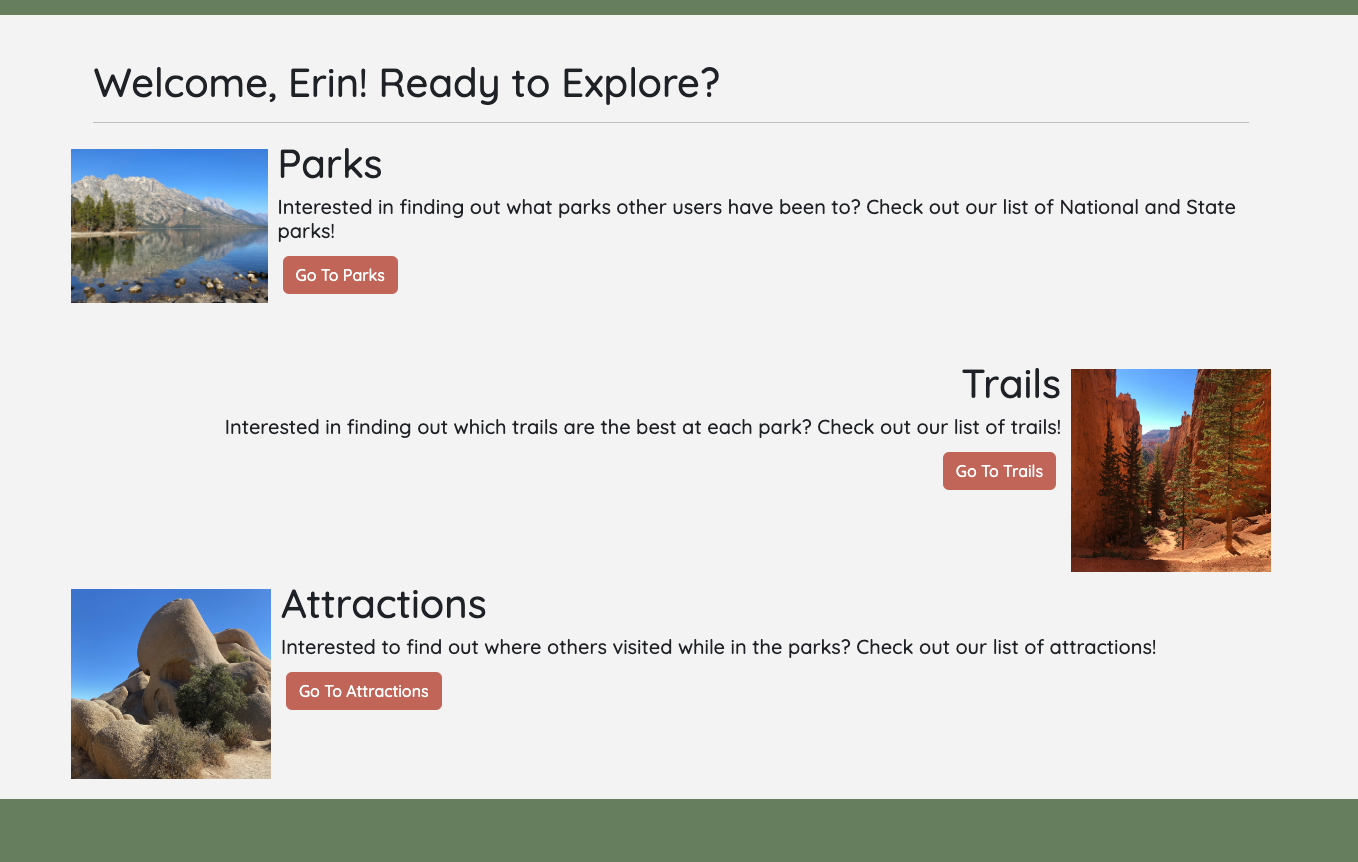 Welcome, Erin! Ready to Explore?
Parks
Interested in finding out what parks other users have been to? Check out our list of National and State
parks!
Go To Parks
Trails
Interested in finding out which trails are the best at each park? Check out our list of trails!
Go To Trails
Attractions
Interested to find out where others visited while in the parks? Check out our list of attractions!
Go To Attractions